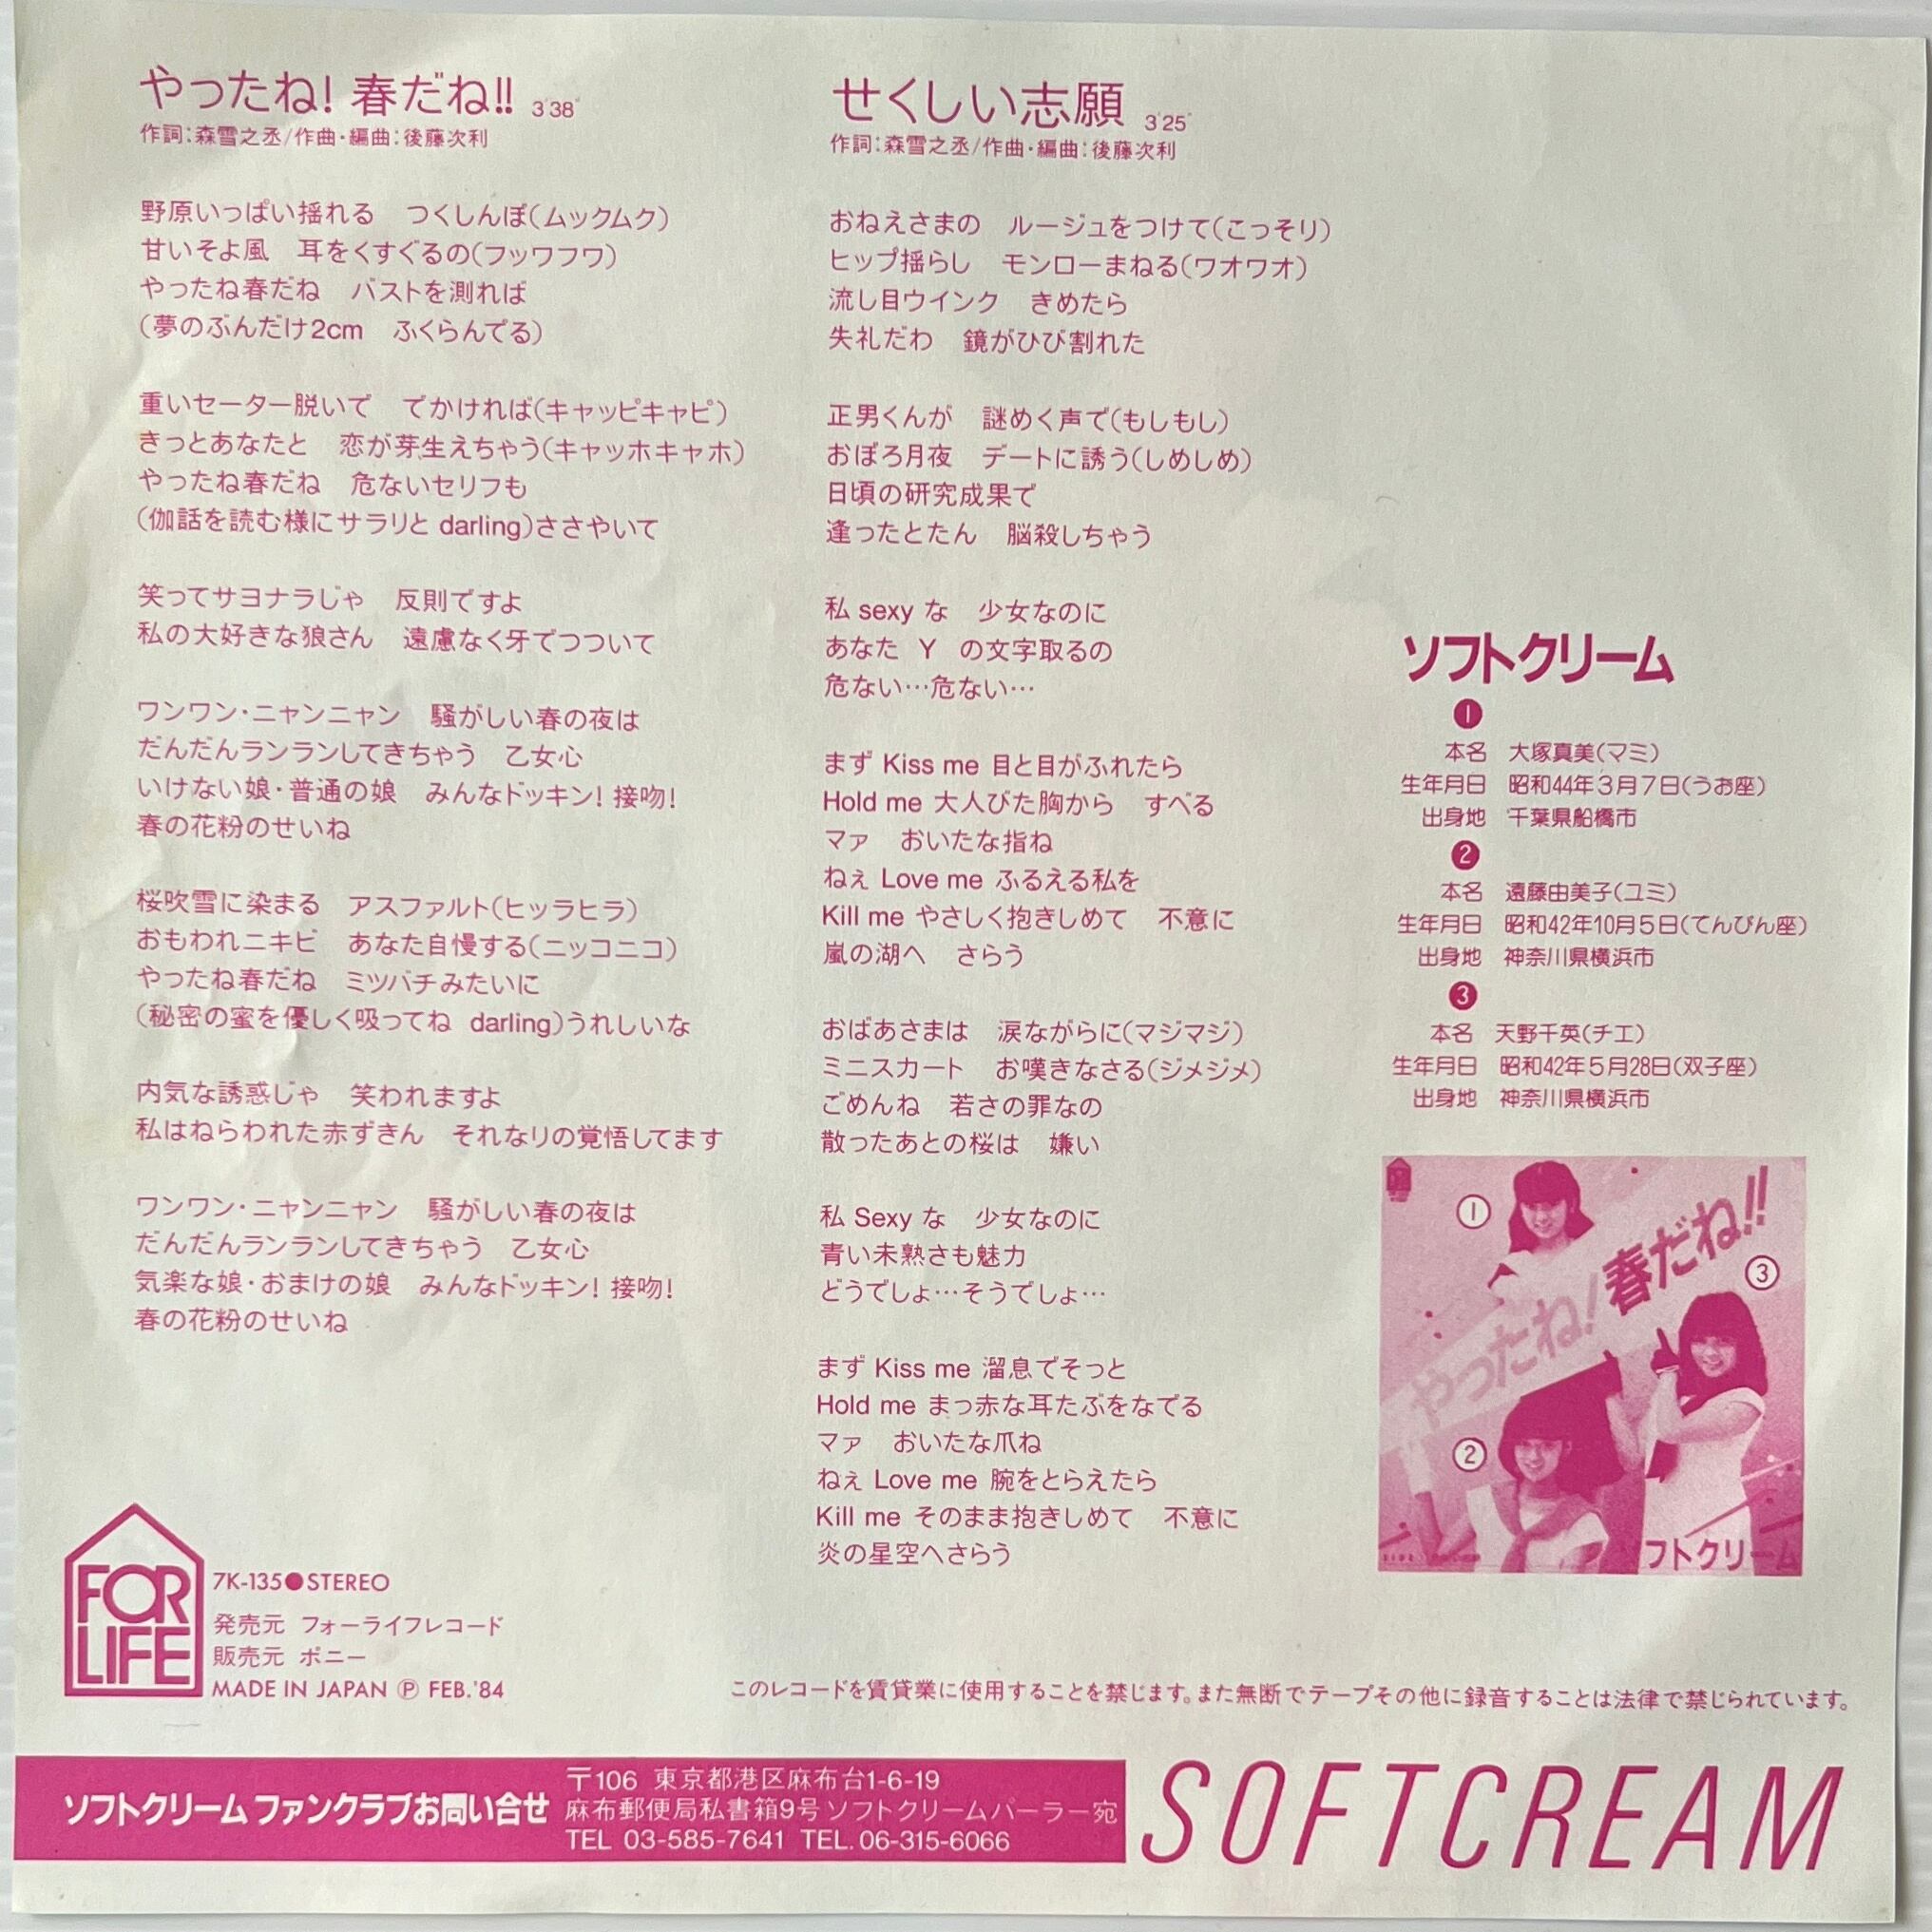 やったね! 春だね!! 3'38"
作詞:森雪之丞/作曲・編曲:後藤次利
野原いっぱい揺れる　つくしんぼ(ムックムク)
甘いそよ風　耳をくすぐるの(フッワフワ)
やったね春だね　バストを測れば
(夢のぶんだけ2cm　ふくらんでる)
重いセーター脱いで　でかければ(キャッピキャピ)
きっとあなたと　恋が芽生えちゃう(キャッホキャホ)
やったね春だね　危ないセリフも
(伽話を読む様にサラリと darling)ささやいて
笑ってサヨナラじゃ　反則ですよ
私の大好きな狼さん　遠慮なく牙でつついて
ワンワン・ニャンニャン　騒がしい春の夜は
だんだんランランしてきちゃう　乙女心
いけない娘・普通の娘　みんなドッキン! 接吻!
春の花粉のせいね
桜吹雪に染まる　アスファルト(ヒッラヒラ)
おもわれニキビ　あなた自慢する(ニッコニコ)
やったね春だね　ミツバチみたいに
(秘密の蜜を優しく吸ってね darling)うれしいな
内気な誘惑じゃ　笑われますよ
私はねらわれた赤ずきん　それなりの覚悟してます
ワンワン・ニャンニャン　騒がしい春の夜は
だんだんランランしてきちゃう　乙女心
気楽な娘・おまけの娘　みんなドッキン! 接吻!
春の花粉のせいね
せくしい志願 3'25"
作詞:森雪之丞/作曲・編曲:後藤次利
おねえさまの　ルージュをつけて(こっそり)
ヒップ揺らし　モンローまねる(ワオワオ)
流し目ウインク　きめたら
失礼だわ　鏡がひび割れた
正男くんが　謎めく声で(もしもし)
おぼろ月夜　デートに誘う(しめしめ)
日頃の研究成果で
逢ったとたん　脳殺しちゃう
私 sexy な　少女なのに
あなた　Y　の文字取るの
危ない…危ない…
まず Kiss me 目と目がふれたら
Hold me 大人びた胸から　すべる
マァ　おいたな指ね
ねぇ Love me ふるえる私を
Kill me やさしく抱きしめて　不意に
嵐の湖へ　さらう
おばあさまは　涙ながらに(マジマジ)
ミニスカート　お嘆きなさる(ジメジメ)
ごめんね　若さの罪なの
散ったあとの桜は　嫌い
私 Sexy な　少女なのに
青い未熟さも魅力
どうでしょ…そうでしょ…
まず Kiss me 溜息でそっと
Hold me まっ赤な耳たぶをなでる
マァ　おいたな爪ね
ねぇ Love me 腕をとらえたら
Kill me そのまま抱きしめて　不意に
炎の星空へさらう
ソフトクリーム
❶
本名　大塚真美(マミ)
生年月日　昭和44年3月7日(うお座)
出身地　千葉県船橋市
❷
本名　遠藤由美子(ユミ)
生年月日　昭和42年10月5日(てんびん座)
出身地　神奈川県横浜市
❸
本名　天野千英(チエ)
生年月日　昭和42年5月28日(双子座)
出身地　神奈川県横浜市
①
やったね! 春だね!!
③
②
フトクリーム
FOR
LIFE
7K-135●STEREO
発売元 フォーライフレコード
販売元 ポニー
MADE IN JAPAN Ⓟ FEB.'84
このレコードを賃貸業に使用することを禁じます。また無断でテープその他に録音することは法律で禁じられています。
ソフトクリーム ファンクラブお問い合せ
〒106 東京都港区麻布台1-6-19
麻布郵便局私書箱9号 ソフトクリームパーラー宛
TEL 03-585-7641 TEL.06-315-6066
SOFTCREAM